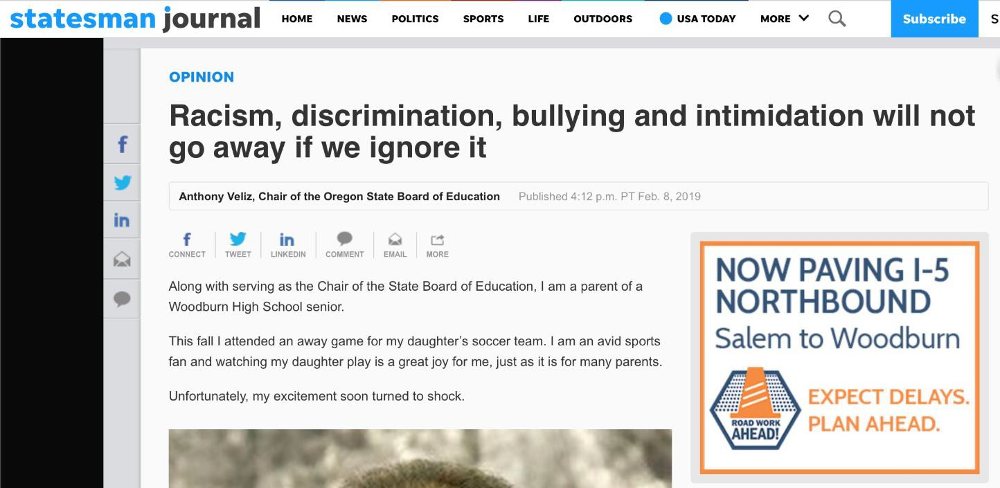 statesman journal
HOME NEWS POLITICS SPORTS LIFE OUTDOORS USA TODAY MORE Subscribe S
OPINION
Racism, discrimination, bullying and intimidation will not
go away if we ignore it
Anthony Veliz, Chair of the Oregon State Board of Education Published 4:12 p.m. PT Feb. 8, 2019
CONNECT TWEET LINKEDIN COMMENT EMAIL MORE
Along with serving as the Chair of the State Board of Education, I am a parent of a
Woodburn High School senior.
This fall I attended an away game for my daughter’s soccer team. I am an avid sports
fan and watching my daughter play is a great joy for me, just as it is for many parents.
Unfortunately, my excitement soon turned to shock.
NOW PAVING I-5
NORTHBOUND
Salem to Woodburn
ROAD WORK
AHEAD!
EXPECT DELAYS.
PLAN AHEAD.